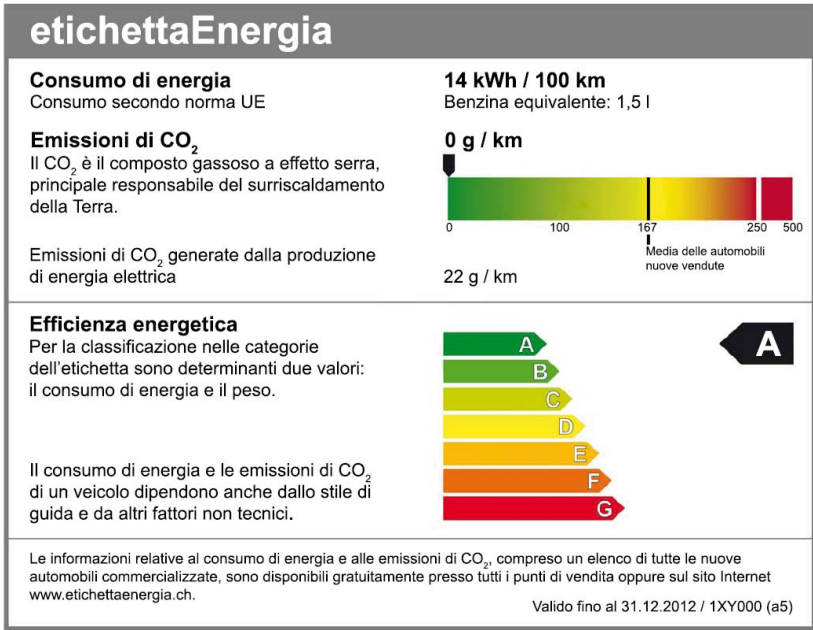 etichettaEnergia
Consumo di energia
Consumo secondo norma UE
14 kWh / 100 km
Benzina equivalente: 1,5 l
Emissioni di CO₂
Il CO₂ è il composto gassoso a effetto serra,
principale responsabile del surriscaldamento
della Terra.
0 g / km
0 100 167 250 500
Media delle automobili
nuove vendute
Emissioni di CO₂ generate dalla produzione
di energia elettrica
22 g / km
Efficienza energetica
Per la classificazione nelle categorie
dell'etichetta sono determinanti due valori:
il consumo di energia e il peso.
Il consumo di energia e le emissioni di CO₂
di un veicolo dipendono anche dallo stile di
guida e da altri fattori non tecnici.
A
B
C
D
E
F
G
A
Le informazioni relative al consumo di energia e alle emissioni di CO₂, compreso un elenco di tutte le nuove
automobili commercializzate, sono disponibili gratuitamente presso tutti i punti di vendita oppure sul sito Internet
www.etichettaenergia.ch.
Valido fino al 31.12.2012 / 1XY000 (a5)